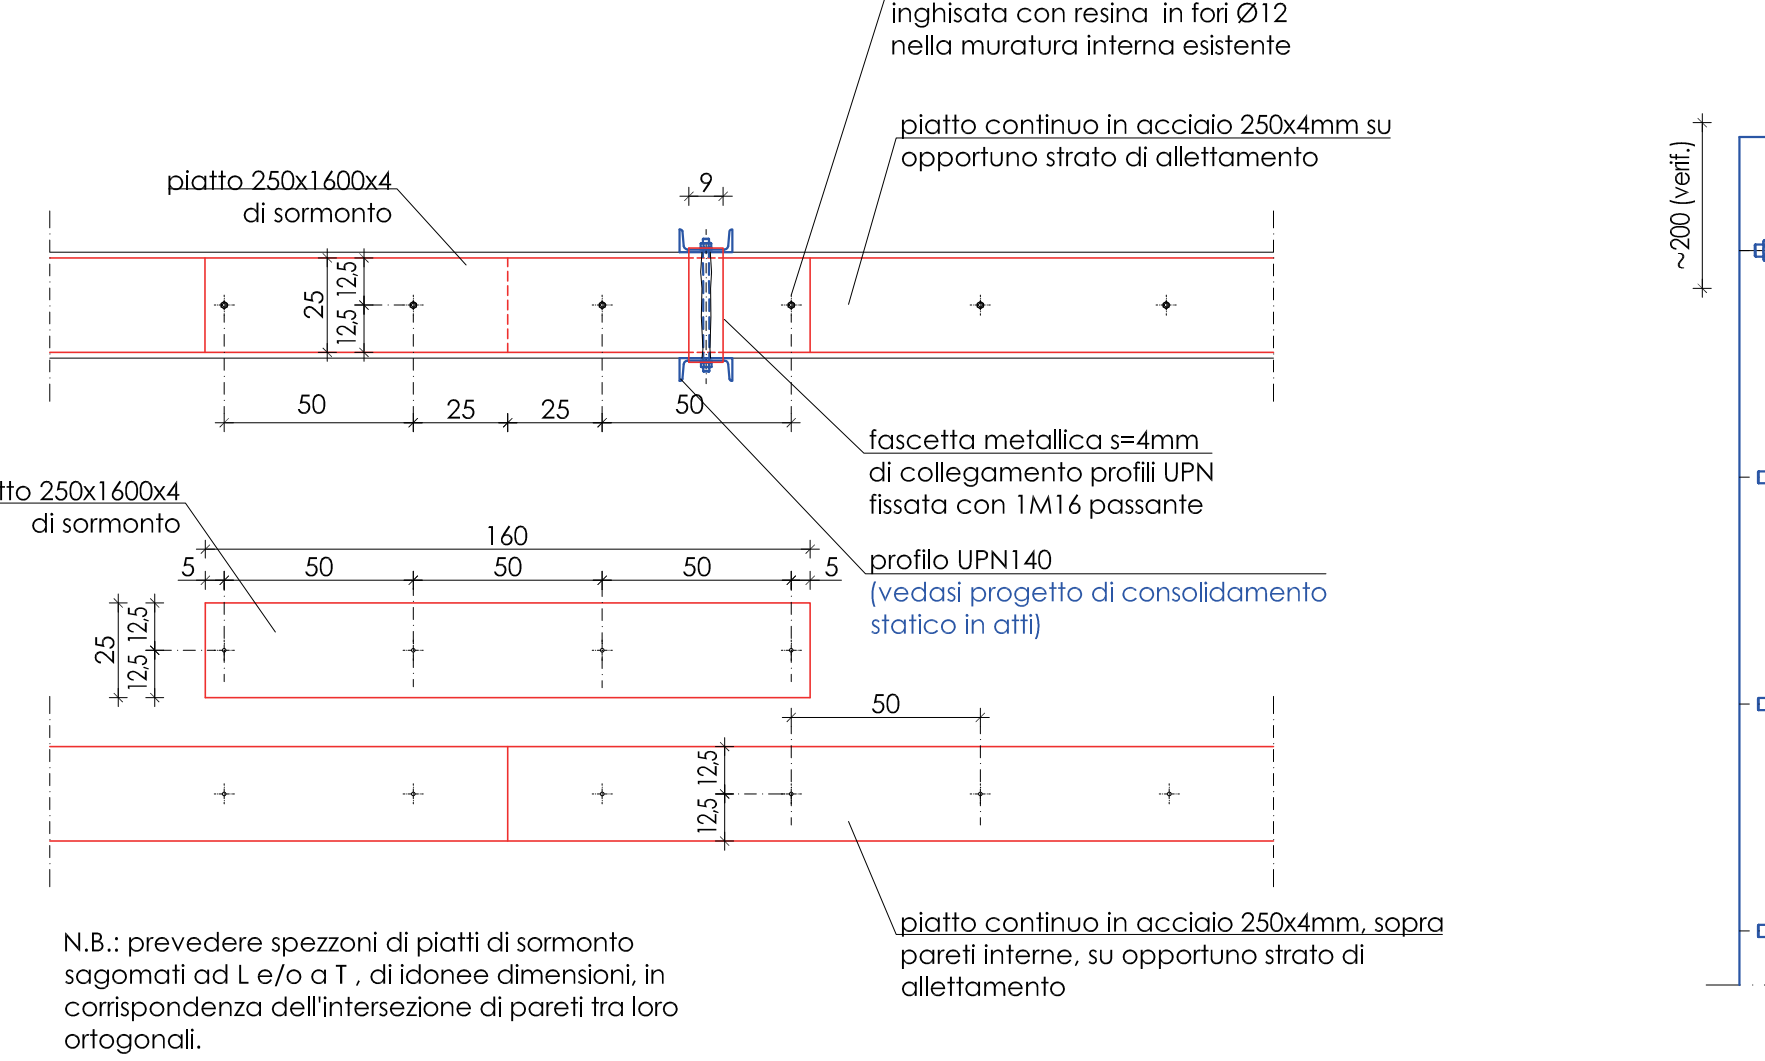 inghisata con resina in fori Ø12
nella muratura interna esistente
piatto continuo in acciaio 250x4mm su
opportuno strato di allettamento
~200 (verif.)
piatto 250x1600x4
di sormonto
9
25
12,5
12,5
50
25
25
50
fascetta metallica s=4mm
di collegamento profili UPN
fissata con 1M16 passante
tto 250x1600x4
di sormonto
160
5
50
50
50
5
profilo UPN140
(vedasi progetto di consolidamento
statico in atti)
25
12,5
12,5
50
12,5
12,5
piatto continuo in acciaio 250x4mm, sopra
pareti interne, su opportuno strato di
allettamento
N.B.: prevedere spezzoni di piatti di sormonto
sagomati ad L e/o a T , di idonee dimensioni, in
corrispondenza dell'intersezione di pareti tra loro
ortogonali.